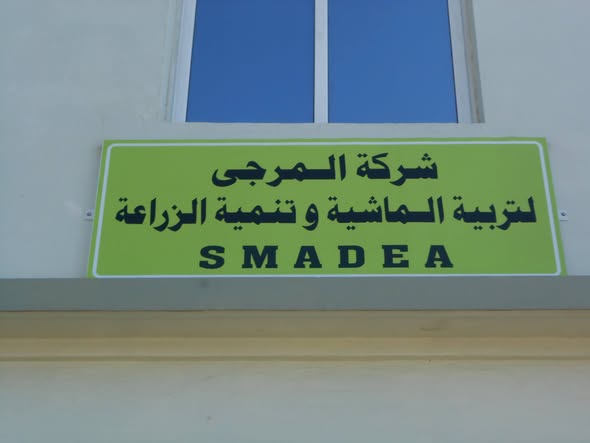 شركة المرجى
لتربية الماشية و تنمية الزراعة
SMADEA